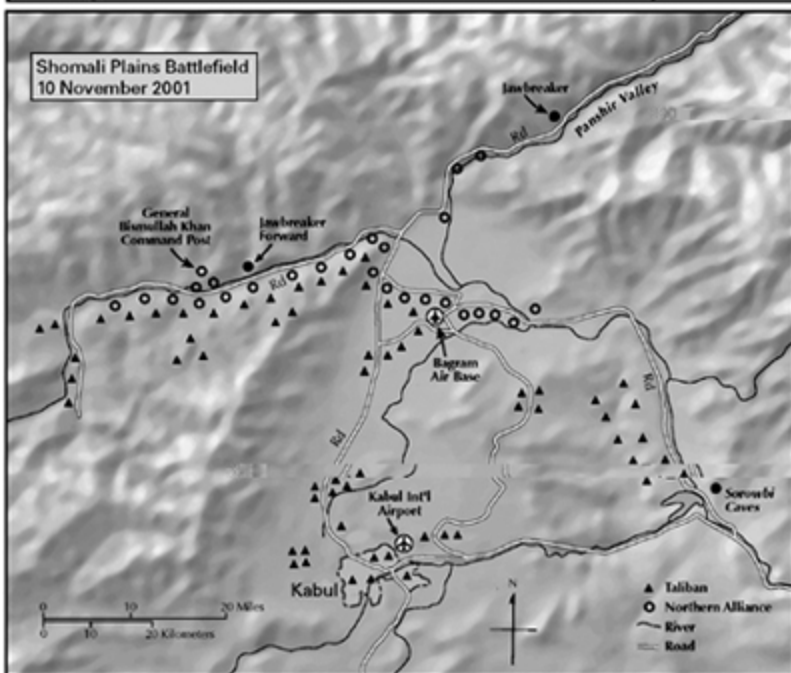 Shomali Plains Battlefield
10 November 2001
Jawbreaker
Rd
Panshir Valley
General
Bismullah Khan
Command Post
Jawbreaker
Forward
Rd
Bagram
Air Base
Rd
Rd
Kabul Int'l
Airport
Sorowbi
Caves
Kabul
N
0 10 20 Miles
0 10 20 Kilometers
Taliban
Northern Alliance
River
Road